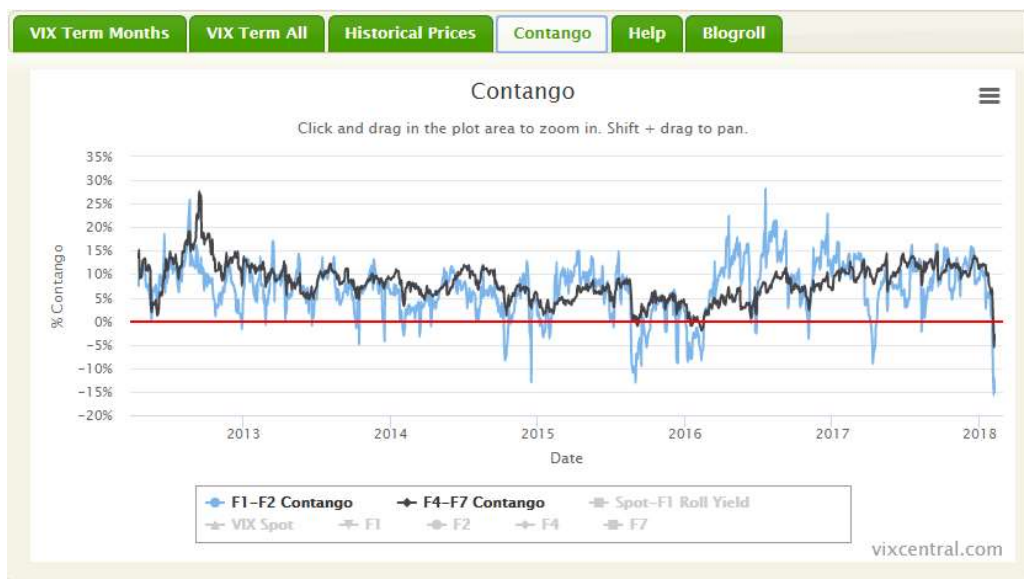 VIX Term Months VIX Term All Historical Prices Contango Help Blogroll
Contango
Click and drag in the plot area to zoom in. Shift + drag to pan.
35%
30%
25%
20%
15%
10%
5%
0%
-5%
-10%
-15%
-20%
% Contango
2013 2014 2015 2016 2017 2018
Date
F1-F2 Contango F4-F7 Contango Spot-F1 Roll Yield
VIX Spot F1 F2 F4 F7
vixcentral.com